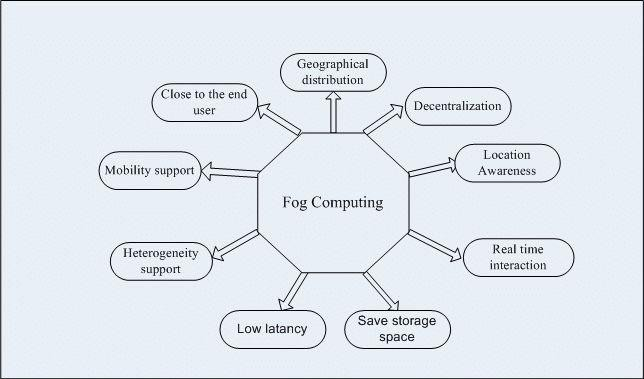 Geographical
distribution
Close to the end
user
Decentralization
Mobility support
Location
Awareness
Fog Computing
Heterogeneity
support
Real time
interaction
Low latancy
Save storage
space